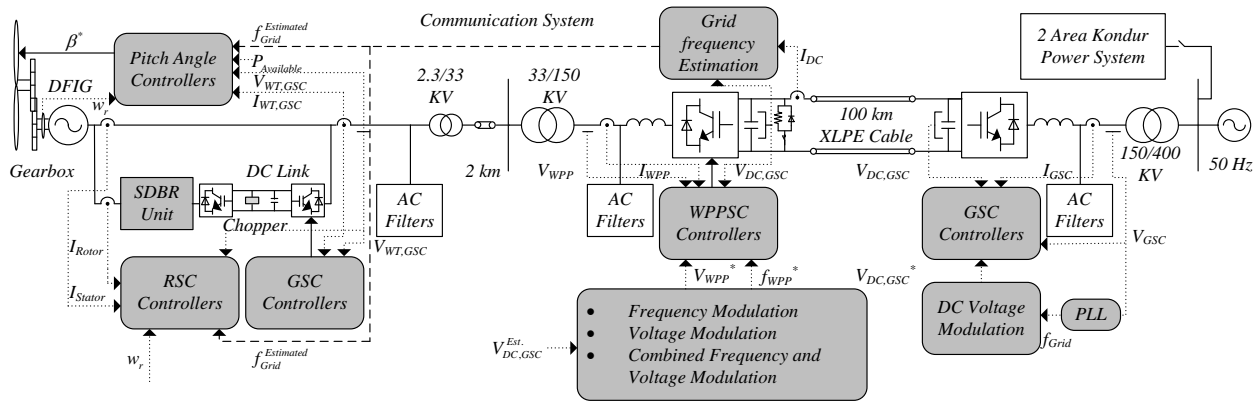 Communication System
f_Grid^Estimated
β*
Pitch Angle
Controllers
P_Available
V_WT,GSC
I_WT,GSC
DFIG
w_r
Gearbox
2.3/33
KV
33/150
KV
2 km
Grid
frequency
Estimation
I_DC
2 Area Kondur
Power System
100 km
XLPE Cable
150/400
KV
50 Hz
V_WPP
I_WPP
V_DC,GSC
V_DC,GSC
I_GSC
SDBR
Unit
DC Link
Chopper
AC
Filters
AC
Filters
WPPSC
Controllers
GSC
Controllers
AC
Filters
V_GSC
I_Rotor
I_Stator
V_WT,GSC
RSC
Controllers
GSC
Controllers
V_WPP*
f_WPP*
V_DC,GSC*
DC Voltage
Modulation
PLL
f_Grid
w_r
f_Grid^Estimated
V_DC,GSC^Est.
• Frequency Modulation
• Voltage Modulation
• Combined Frequency and
Voltage Modulation